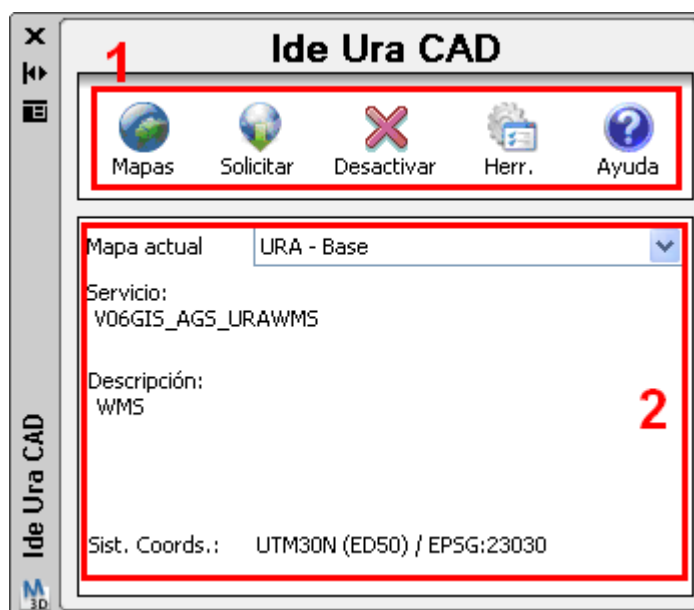 Ide Ura CAD
1
Mapas Solicitar Desactivar Herr. Ayuda
Mapa actual URA - Base
Servicio:
V06GIS_AGS_URAWMS
Descripción:
WMS
2
Sist. Coords.: UTM30N (ED50) / EPSG:23030
Ide Ura CAD
M
3D